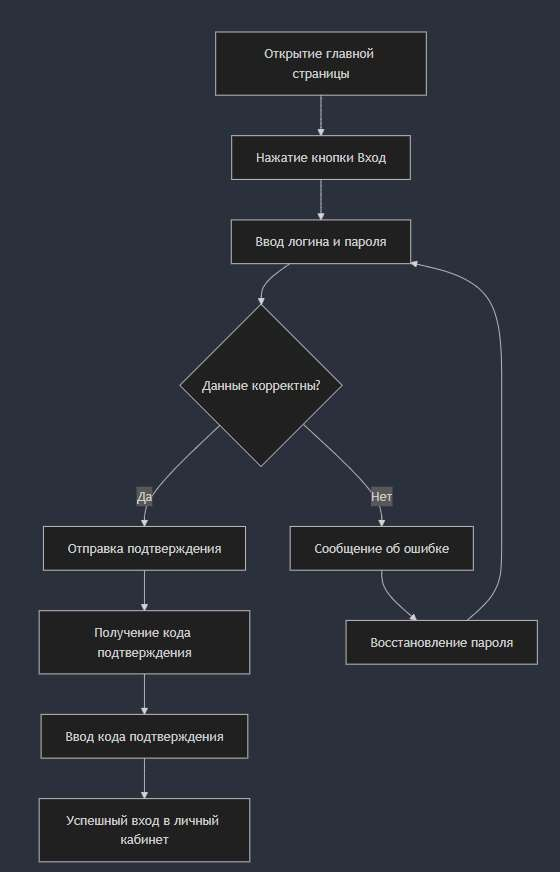 Открытие главной
страницы
Нажатие кнопки Вход
Ввод логина и пароля
Данные корректны?
Да
Нет
Отправка подтверждения
Сообщение об ошибке
Получение кода
подтверждения
Восстановление пароля
Ввод кода подтверждения
Успешный вход в личный
кабинет